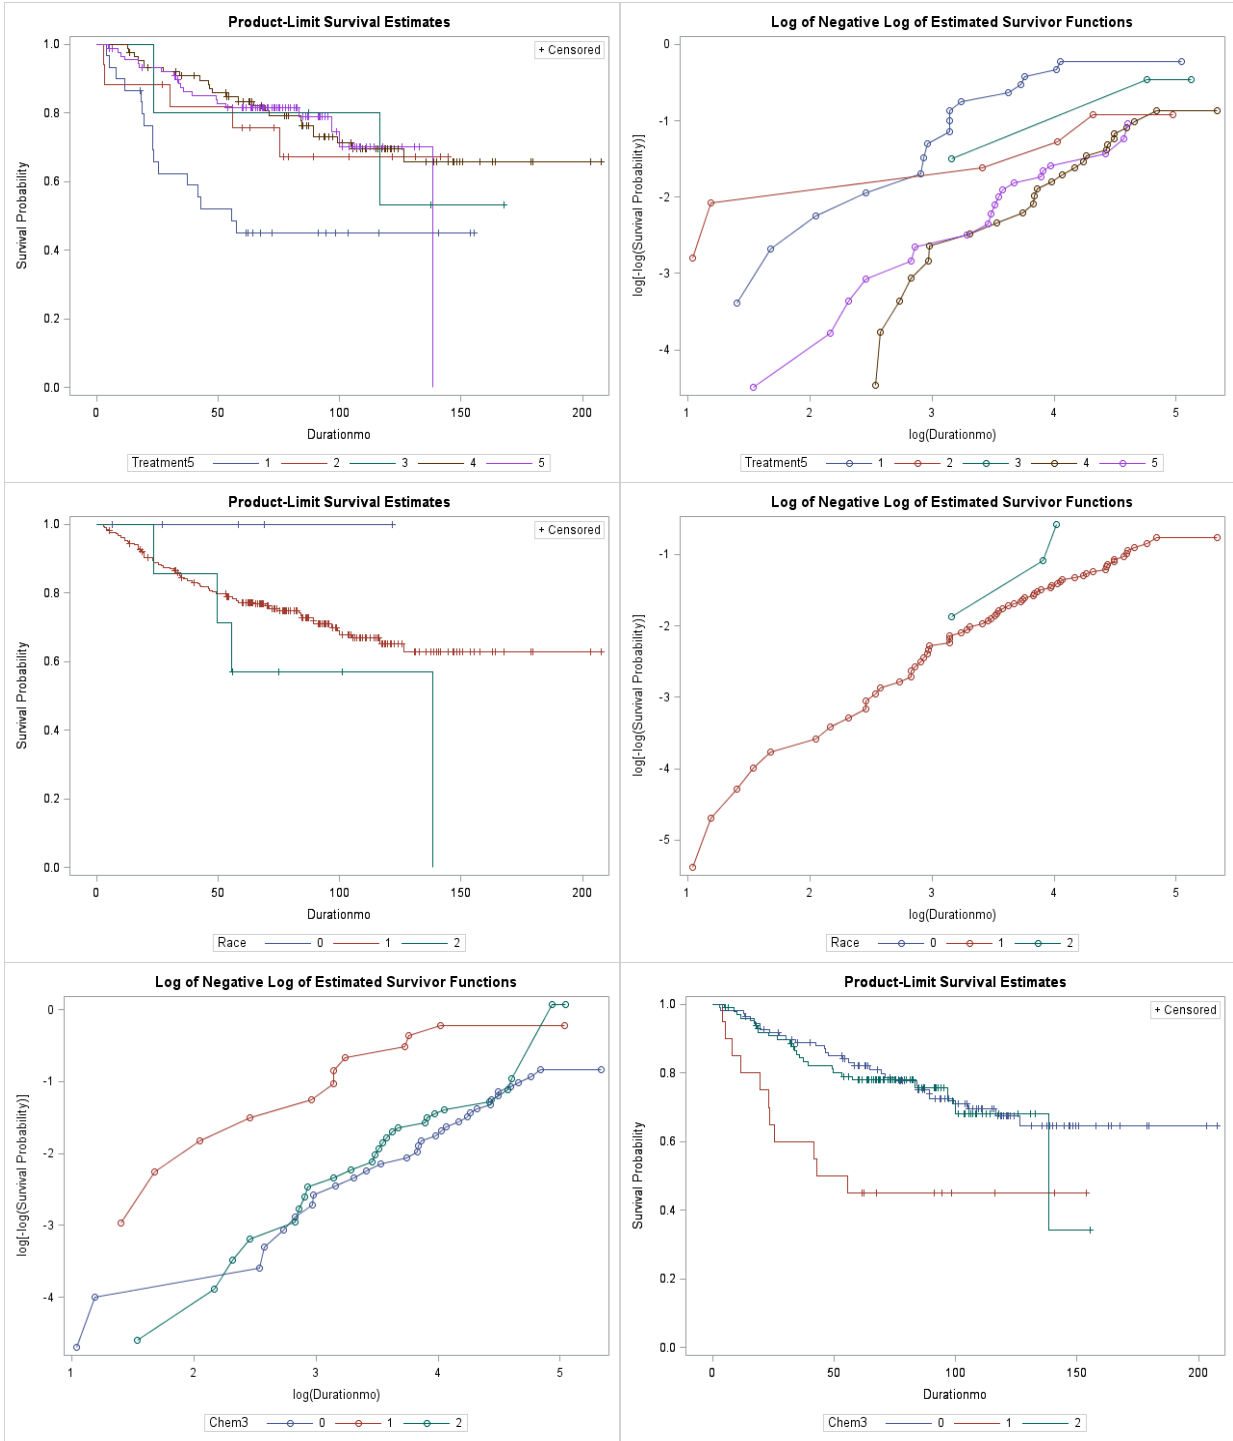 Product-Limit Survival Estimates
+ Censored
1.0
0.8
0.6
0.4
0.2
0.0
Survival Probability
0 50 100 150 200
Durationmo
Treatment5 1 2 3 4 5
Log of Negative Log of Estimated Survivor Functions
0
-1
-2
-3
-4
log[-log(Survival Probability)]
1 2 3 4 5
log(Durationmo)
Treatment5 1 2 3 4 5
Product-Limit Survival Estimates
+ Censored
1.0
0.8
0.6
0.4
0.2
0.0
Survival Probability
0 50 100 150 200
Durationmo
Race 0 1 2
Log of Negative Log of Estimated Survivor Functions
-1
-2
-3
-4
-5
log[-log(Survival Probability)]
1 2 3 4 5
log(Durationmo)
Race 0 1 2
Log of Negative Log of Estimated Survivor Functions
0
-1
-2
-3
-4
log[-log(Survival Probability)]
1 2 3 4 5
log(Durationmo)
Chem3 0 1 2
Product-Limit Survival Estimates
+ Censored
1.0
0.8
0.6
0.4
0.2
0.0
Survival Probability
0 50 100 150 200
Durationmo
Chem3 0 1 2